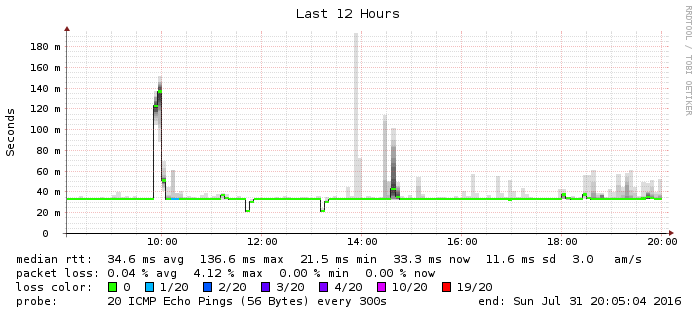 Last 12 Hours
RRDTOOL / TOBI OETIKER
Seconds
180 m
160 m
140 m
120 m
100 m
80 m
60 m
40 m
20 m
0
10:00 12:00 14:00 16:00 18:00 20:00
median rtt: 34.6 ms avg 136.6 ms max 21.5 ms min 33.3 ms now 11.6 ms sd 3.0 am/s
packet loss: 0.04 % avg 4.12 % max 0.00 % min 0.00 % now
loss color: 0 1/20 2/20 3/20 4/20 10/20 19/20
probe: 20 ICMP Echo Pings (56 Bytes) every 300s end: Sun Jul 31 20:05:04 2016